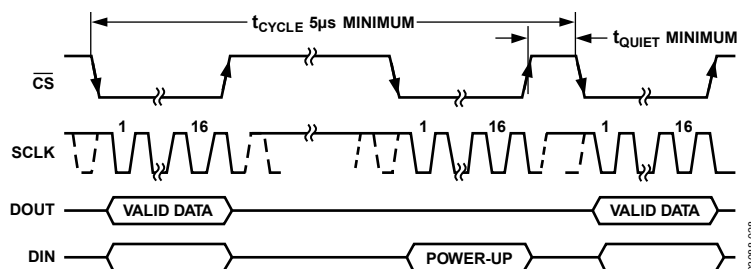 tCYCLE 5µs MINIMUM
tQUIET MINIMUM
CS
1 16 1 16 1 16
SCLK
DOUT VALID DATA VALID DATA
DIN POWER-UP